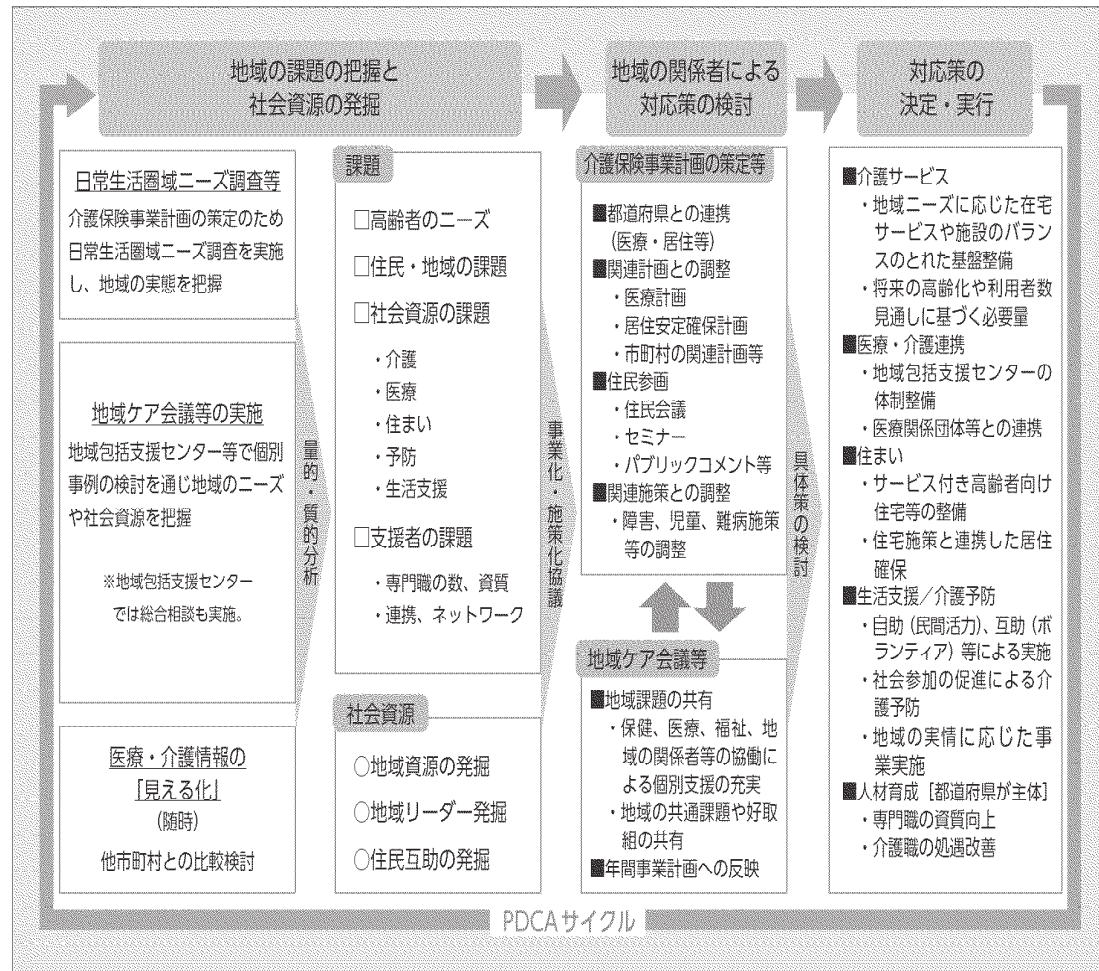 地域の課題の把握と
社会資源の発掘
地域の関係者による
対応策の検討
対応策の
決定・実行
日常生活圏域ニーズ調査等
介護保険事業計画の策定のため
日常生活圏域ニーズ調査を実施
し、地域の実態を把握
地域ケア会議等の実施
地域包括支援センター等で個別
事例の検討を通じ地域のニーズ
や社会資源を把握
※地域包括支援センター
では総合相談も実施。
医療・介護情報の
「見える化」
(随時)
他市町村との比較検討
量的・質的分析
課題
□高齢者のニーズ
□住民・地域の課題
□社会資源の課題
・介護
・医療
・住まい
・予防
・生活支援
□支援者の課題
・専門職の数、資質
・連携、ネットワーク
社会資源
○地域資源の発掘
○地域リーダー発掘
○住民互助の発掘
事業化・施策化協議
介護保険事業計画の策定等
■都道府県との連携
(医療・居住等)
■関連計画との調整
・医療計画
・居住安定確保計画
・市町村の関連計画等
■住民参画
・住民会議
・セミナー
・パブリックコメント等
■関連施策との調整
・障害、児童、難病施策
等の調整
地域ケア会議等
■地域課題の共有
・保健、医療、福祉、地
域の関係者等の協働に
よる個別支援の充実
・地域の共通課題や好取
組の共有
■年間事業計画への反映
具体策の検討
■介護サービス
・地域ニーズに応じた在宅
サービスや施設のバラン
スのとれた基盤整備
・将来の高齢化や利用者数
見通しに基づく必要量
■医療・介護連携
・地域包括支援センターの
体制整備
・医療関係団体等との連携
■住まい
・サービス付き高齢者向け
住宅等の整備
・住宅施策と連携した居住
確保
■生活支援/介護予防
・自助(民間活力)、互助(ボ
ランティア)等による実施
・社会参加の促進による介
護予防
・地域の実情に応じた事
業実施
■人材育成[都道府県が主体]
・専門職の資質向上
・介護職の処遇改善
PDCAサイクル